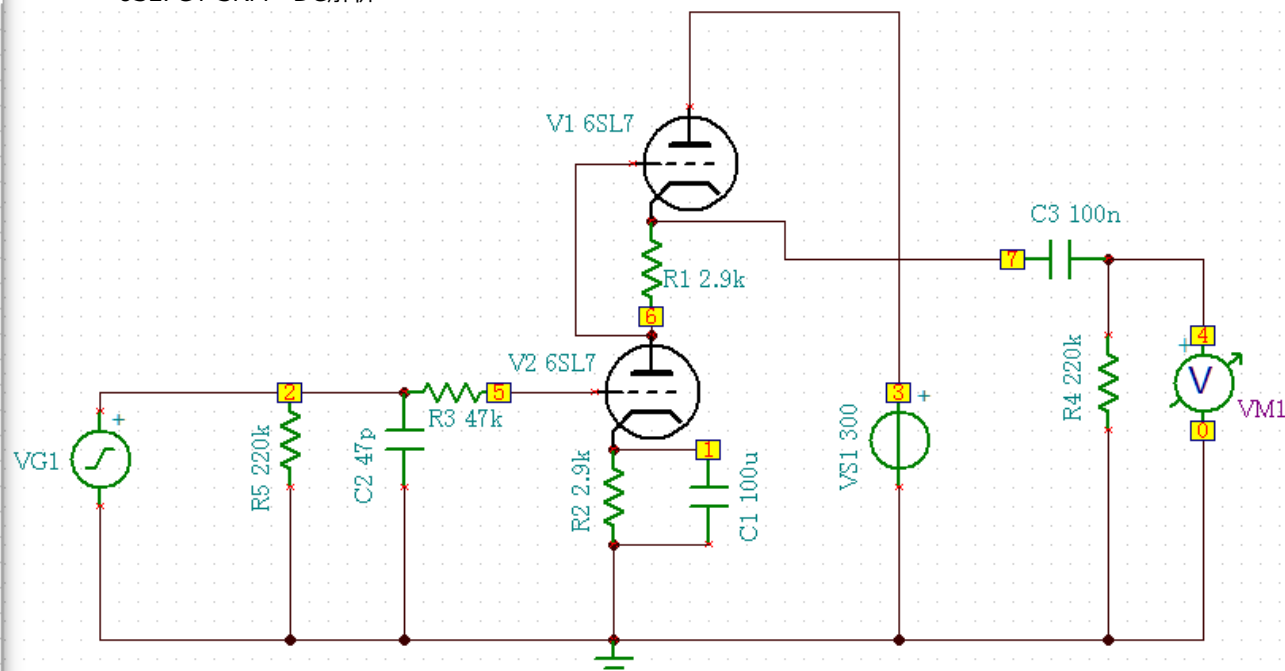 V1 6SL7
C3 100n
7
R1 2.9k
6
V2 6SL7
4
2
R3 47k
5
3
+
V
VM1
R4 220k
0
VG1
+
R5 220k
C2 47p
R2 2.9k
1
C1 100u
VS1 300
+